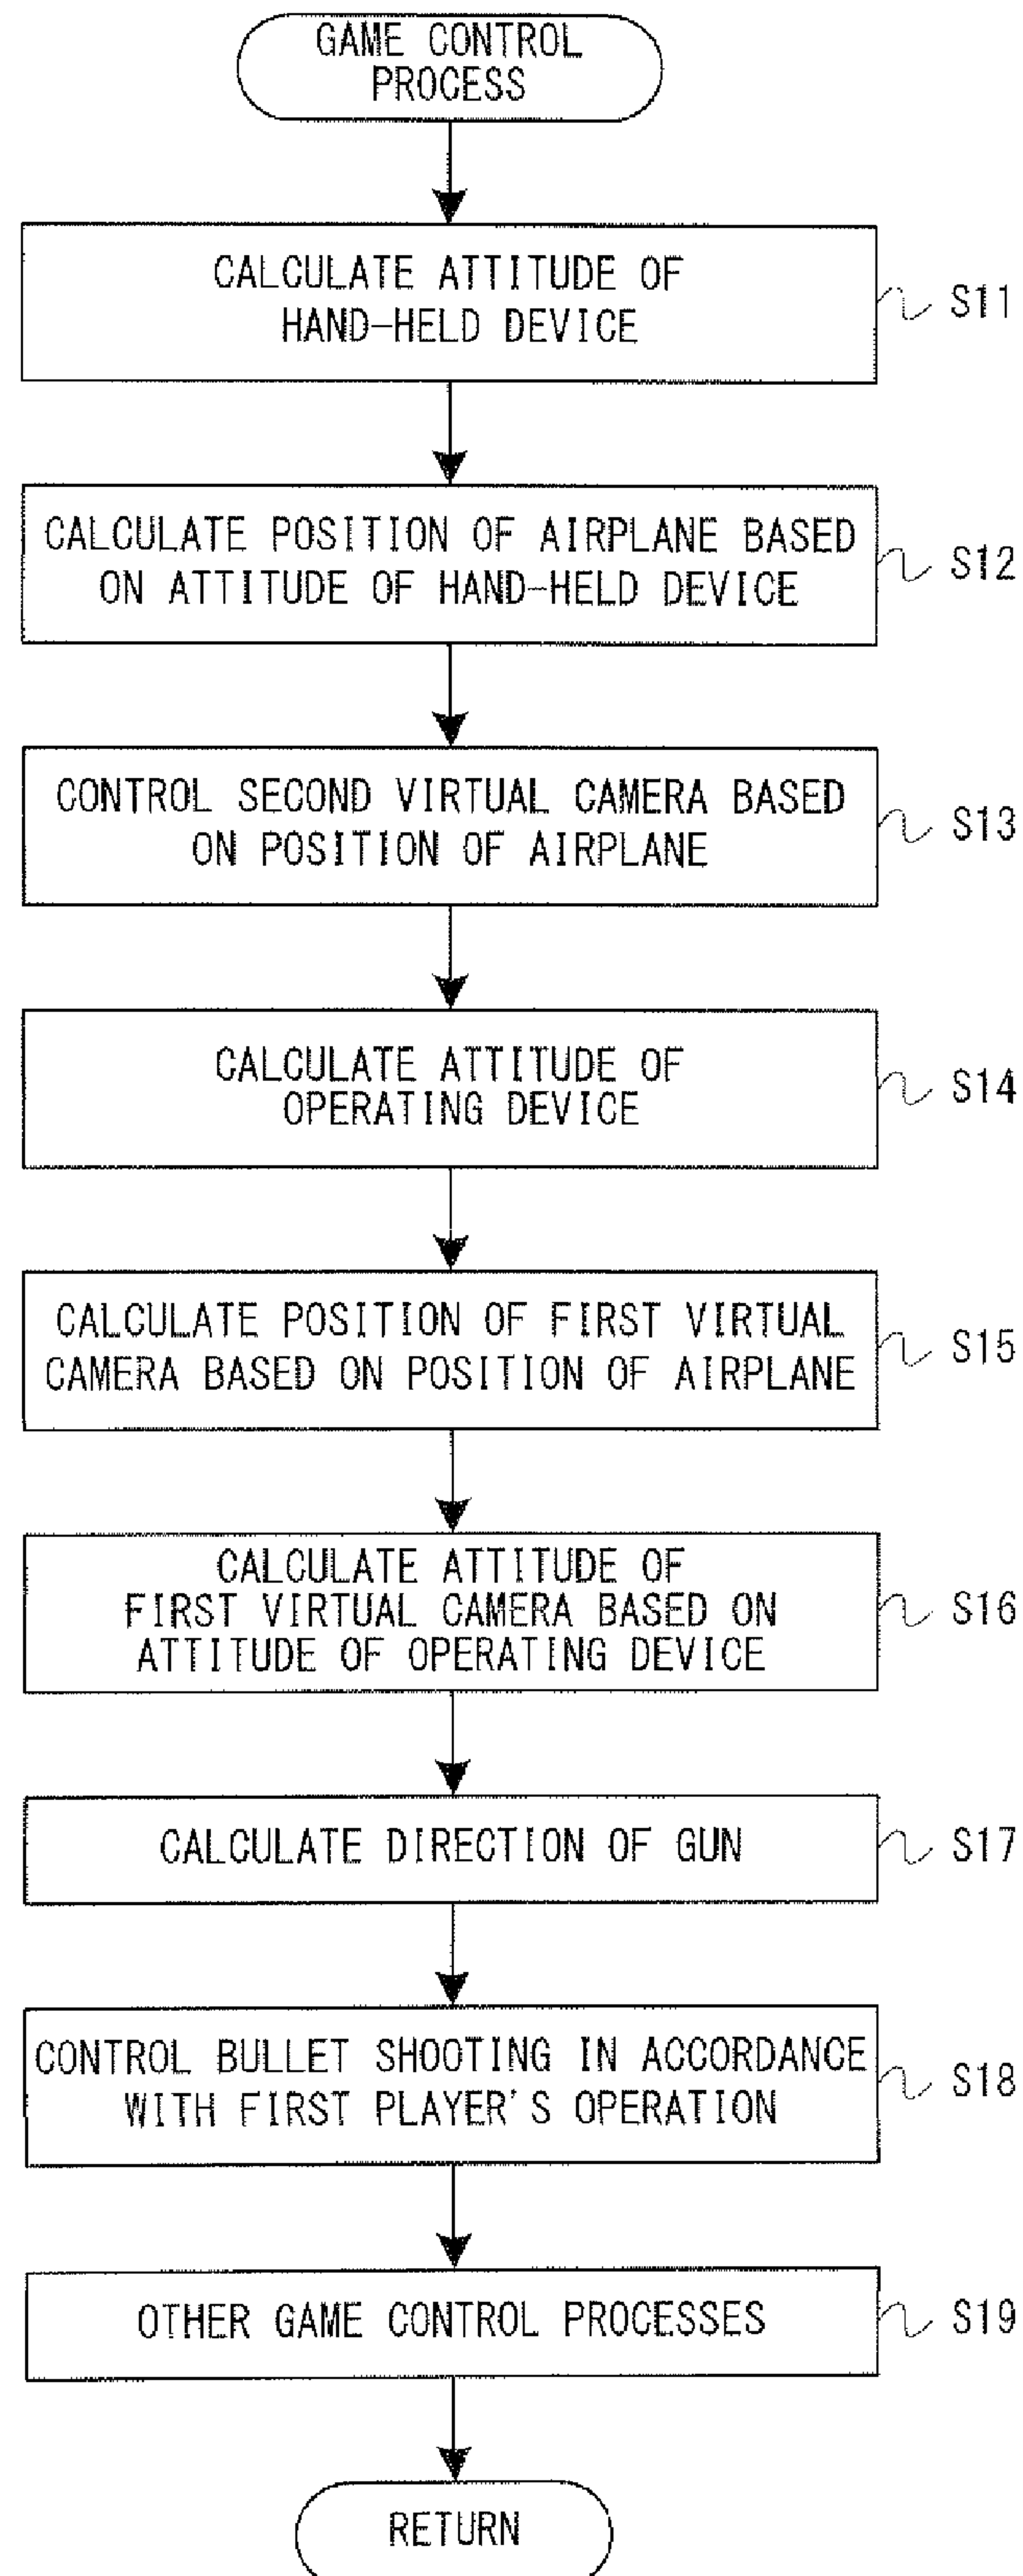 GAME CONTROL
PROCESS
CALCULATE ATTITUDE OF
HAND-HELD DEVICE
S11
CALCULATE POSITION OF AIRPLANE BASED
ON ATTITUDE OF HAND-HELD DEVICE
S12
CONTROL SECOND VIRTUAL CAMERA BASED
ON POSITION OF AIRPLANE
S13
CALCULATE ATTITUDE OF
OPERATING DEVICE
S14
CALCULATE POSITION OF FIRST VIRTUAL
CAMERA BASED ON POSITION OF AIRPLANE
S15
CALCULATE ATTITUDE OF
FIRST VIRTUAL CAMERA BASED ON
ATTITUDE OF OPERATING DEVICE
S16
CALCULATE DIRECTION OF GUN
S17
CONTROL BULLET SHOOTING IN ACCORDANCE
WITH FIRST PLAYER'S OPERATION
S18
OTHER GAME CONTROL PROCESSES
S19
RETURN